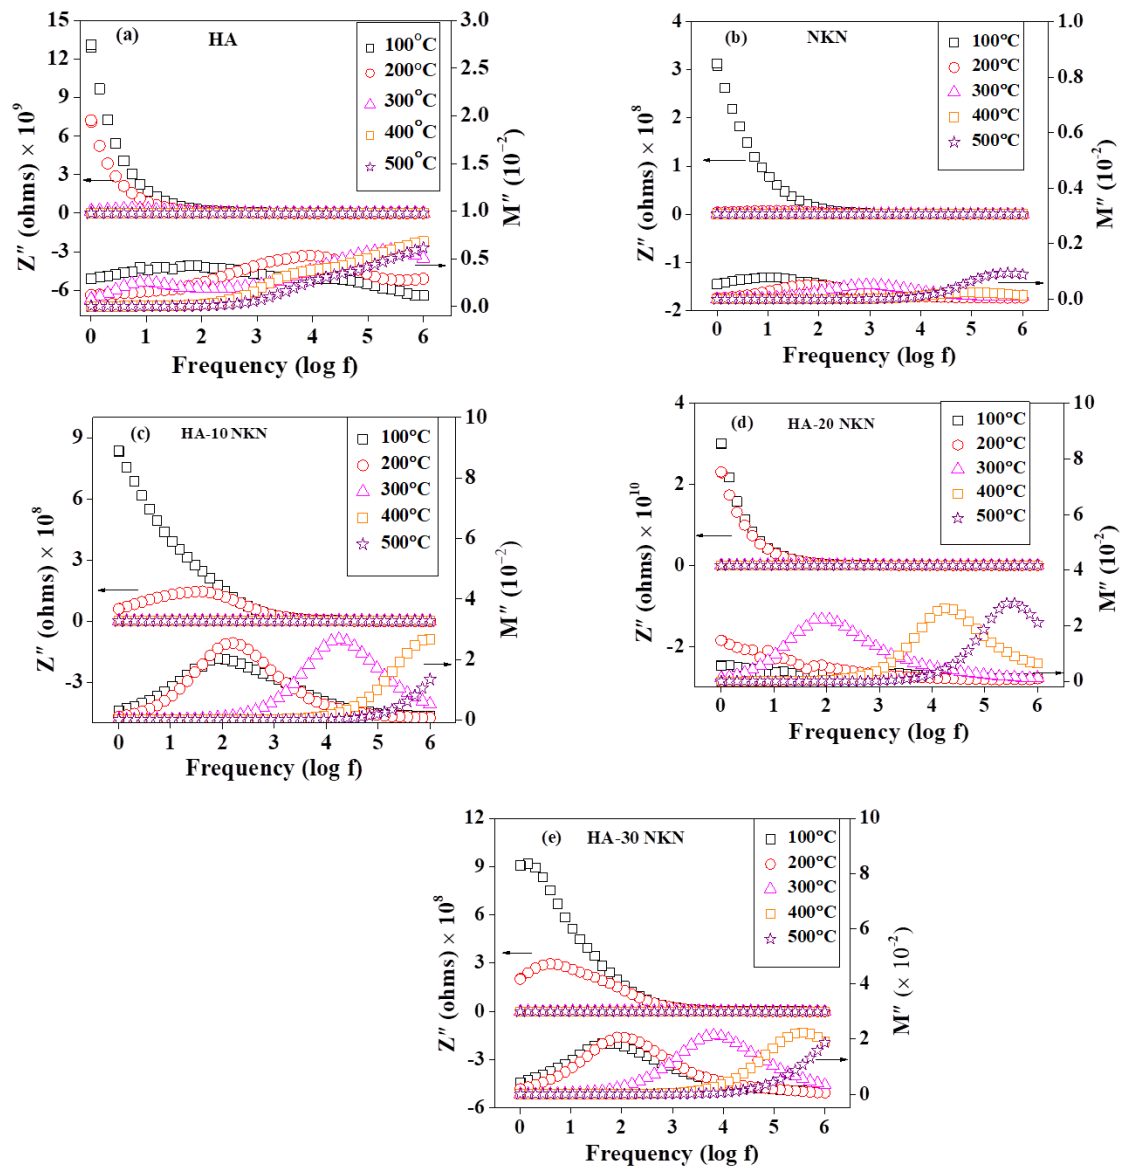 (a) HA
100°C
200°C
300°C
400°C
500°C
15
12
9
6
3
0
-3
-6
3.0
2.5
2.0
1.5
1.0
0.5
0.0
Z″ (ohms) × 10⁹
M″ (10⁻²)
0 1 2 3 4 5 6
Frequency (log f)
(b) NKN
100°C
200°C
300°C
400°C
500°C
4
3
2
1
0
-1
-2
1.0
0.8
0.6
0.4
0.2
0.0
Z″ (ohms) × 10⁸
M″ (10⁻²)
0 1 2 3 4 5 6
Frequency (log f)
(c) HA-10 NKN
100°C
200°C
300°C
400°C
500°C
9
6
3
0
-3
10
8
6
4
2
0
Z″ (ohms) × 10⁸
M″ (10⁻²)
0 1 2 3 4 5 6
Frequency (log f)
(d) HA-20 NKN
100°C
200°C
300°C
400°C
500°C
4
2
0
-2
10
8
6
4
2
0
Z″ (ohms) × 10¹⁰
M″ (10⁻²)
0 1 2 3 4 5 6
Frequency (log f)
(e) HA-30 NKN
100°C
200°C
300°C
400°C
500°C
12
9
6
3
0
-3
-6
10
8
6
4
2
0
Z″ (ohms) × 10⁸
M″ (× 10⁻²)
0 1 2 3 4 5 6
Frequency (log f)